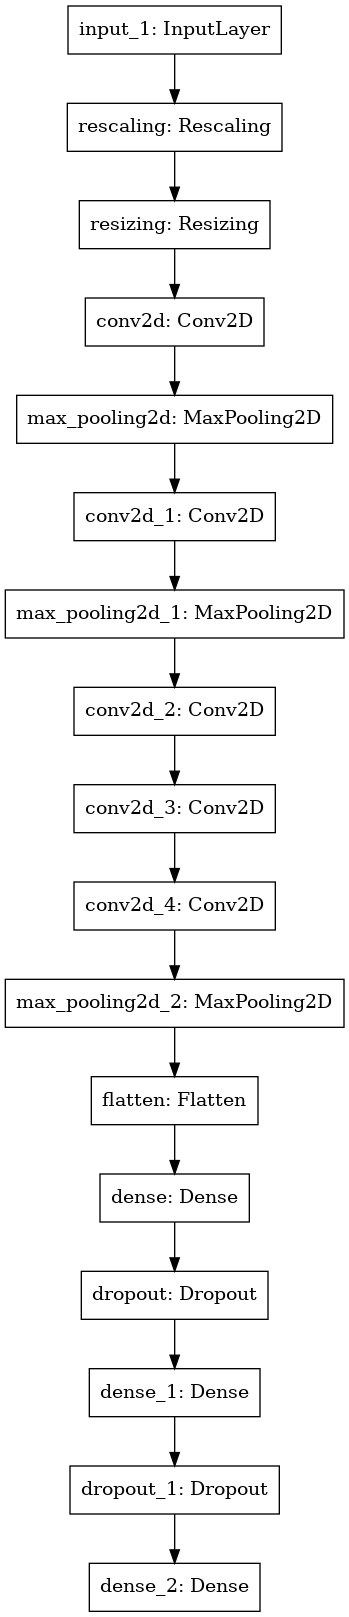 input_1: InputLayer
rescaling: Rescaling
resizing: Resizing
conv2d: Conv2D
max_pooling2d: MaxPooling2D
conv2d_1: Conv2D
max_pooling2d_1: MaxPooling2D
conv2d_2: Conv2D
conv2d_3: Conv2D
conv2d_4: Conv2D
max_pooling2d_2: MaxPooling2D
flatten: Flatten
dense: Dense
dropout: Dropout
dense_1: Dense
dropout_1: Dropout
dense_2: Dense